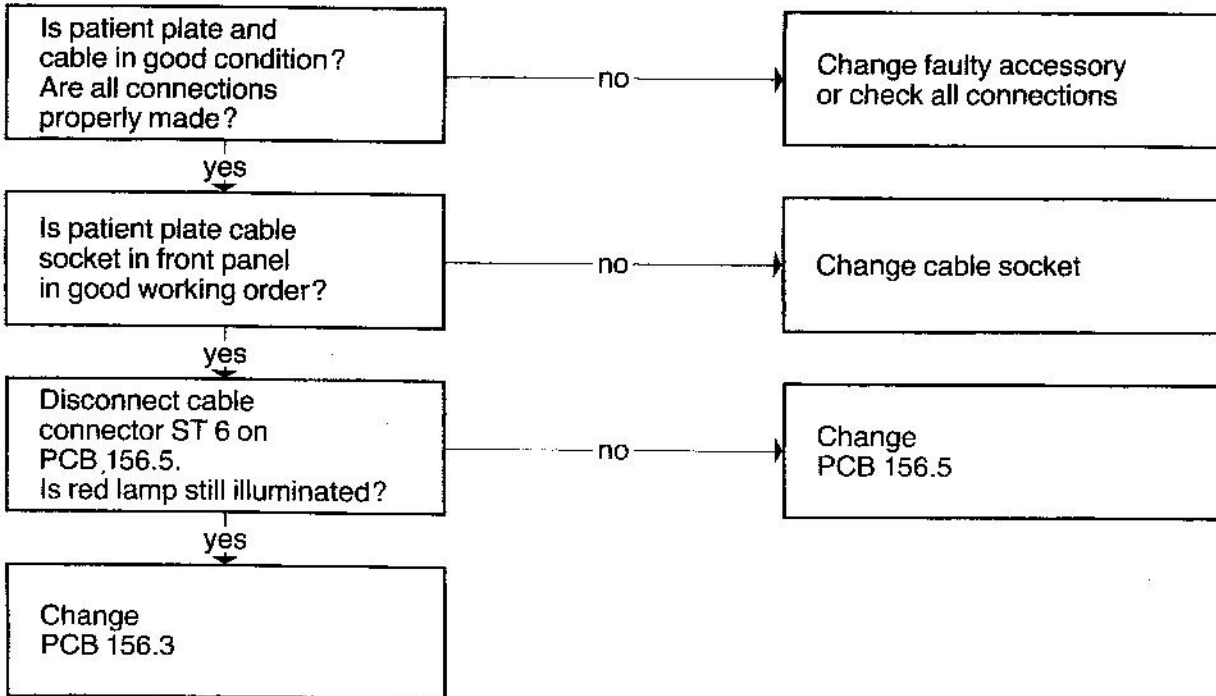 Is patient plate and
cable in good condition?
Are all connections
properly made?
no
Change faulty accessory
or check all connections
yes
Is patient plate cable
socket in front panel
in good working order?
no
Change cable socket
yes
Disconnect cable
connector ST 6 on
PCB 156.5.
Is red lamp still illuminated?
no
Change
PCB 156.5
yes
Change
PCB 156.3